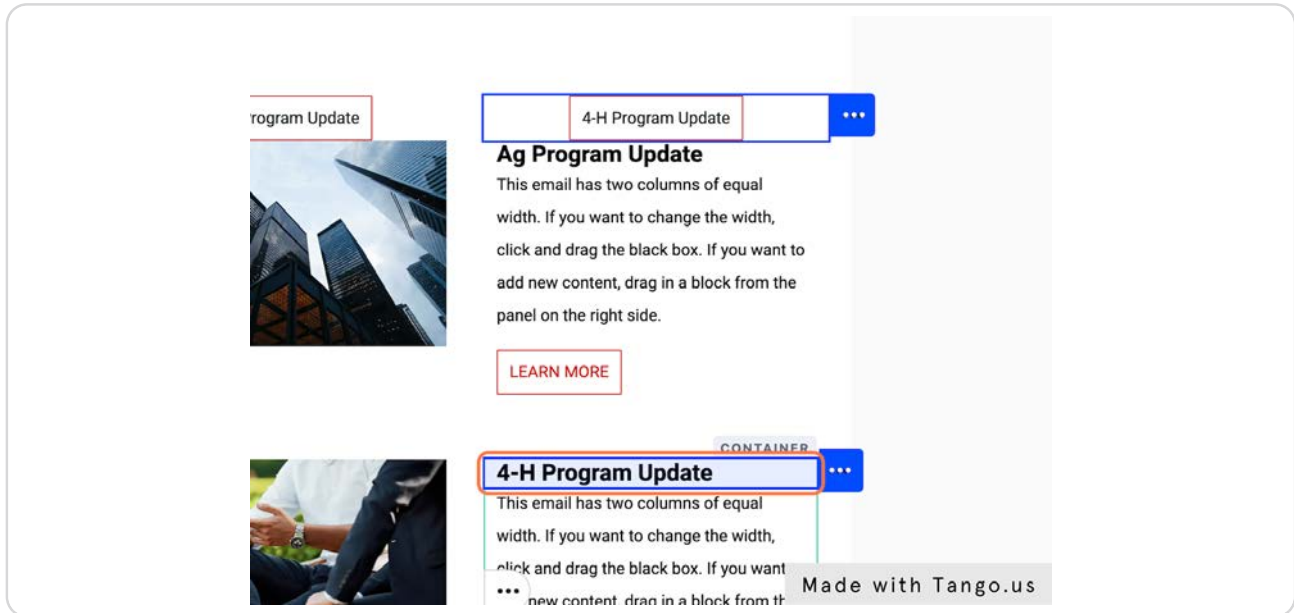 rogram Update
4-H Program Update
Ag Program Update
This email has two columns of equal
width. If you want to change the width,
click and drag the black box. If you want to
add new content, drag in a block from the
panel on the right side.
LEARN MORE
CONTAINER
4-H Program Update
This email has two columns of equal
width. If you want to change the width,
click and drag the black box. If you want
new content, drag in a block from th
Made with Tango.us